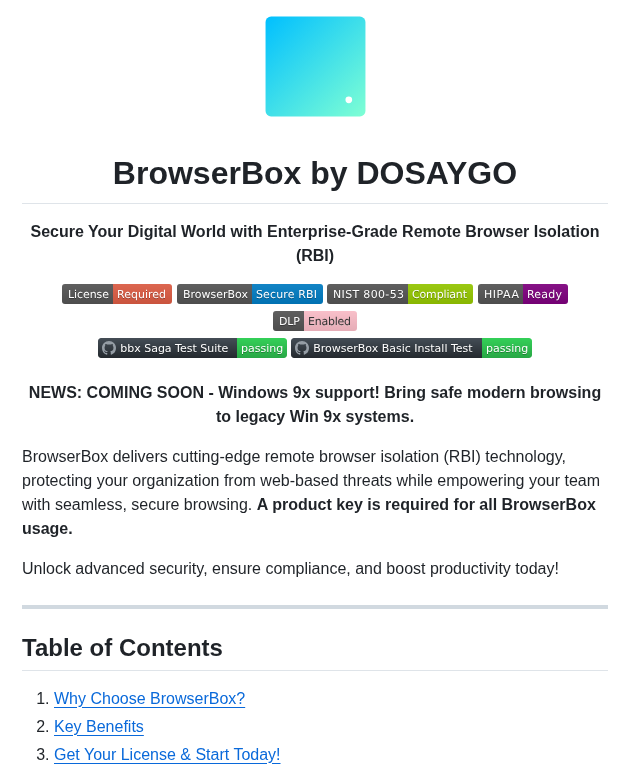 BrowserBox by DOSAYGO
Secure Your Digital World with Enterprise-Grade Remote Browser Isolation
(RBI)
License Required BrowserBox Secure RBI NIST 800-53 Compliant HIPAA Ready
DLP Enabled
bbx Saga Test Suite passing BrowserBox Basic Install Test passing
NEWS: COMING SOON - Windows 9x support! Bring safe modern browsing
to legacy Win 9x systems.
BrowserBox delivers cutting-edge remote browser isolation (RBI) technology,
protecting your organization from web-based threats while empowering your team
with seamless, secure browsing. A product key is required for all BrowserBox
usage.
Unlock advanced security, ensure compliance, and boost productivity today!
Table of Contents
1. Why Choose BrowserBox?
2. Key Benefits
3. Get Your License & Start Today!